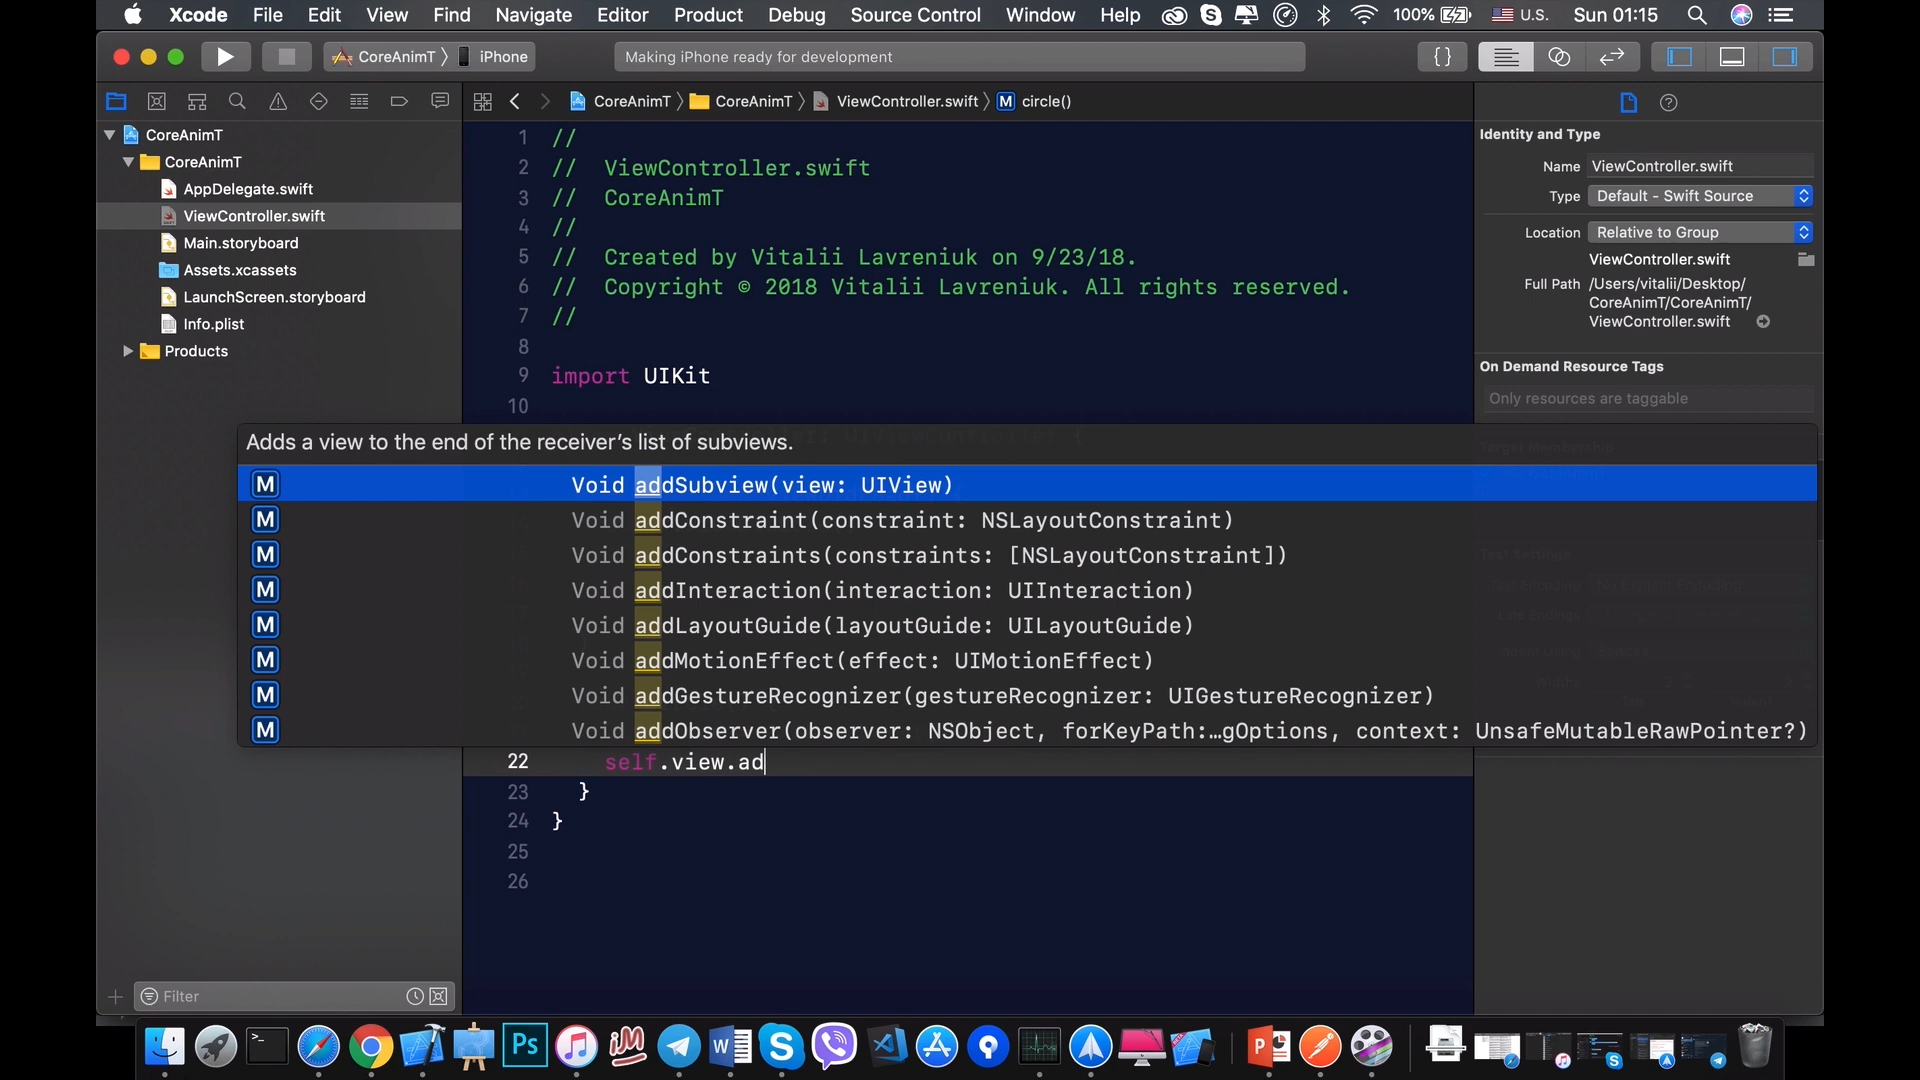 Xcode File Edit View Find Navigate Editor Product Debug Source Control Window Help 100% U.S. Sun 01:15
CoreAnimT 〉 iPhone
Making iPhone ready for development
{}
CoreAnimT 〉 CoreAnimT 〉 ViewController.swift 〉 M circle()
CoreAnimT
CoreAnimT
AppDelegate.swift
ViewController.swift
Main.storyboard
Assets.xcassets
LaunchScreen.storyboard
Info.plist
Products
1 //
2 //  ViewController.swift
3 //  CoreAnimT
4 //
5 //  Created by Vitalii Lavreniuk on 9/23/18.
6 //  Copyright © 2018 Vitalii Lavreniuk. All rights reserved.
7 //
8
9 import UIKit
10
Adds a view to the end of the receiver’s list of subviews.
M Void addSubview(view: UIView)
M Void addConstraint(constraint: NSLayoutConstraint)
M Void addConstraints(constraints: [NSLayoutConstraint])
M Void addInteraction(interaction: UIInteraction)
M Void addLayoutGuide(layoutGuide: UILayoutGuide)
M Void addMotionEffect(effect: UIMotionEffect)
M Void addGestureRecognizer(gestureRecognizer: UIGestureRecognizer)
M Void addObserver(observer: NSObject, forKeyPath:…gOptions, context: UnsafeMutableRawPointer?)
22 self.view.ad
23 }
24 }
25
26
Identity and Type
Name ViewController.swift
Type Default - Swift Source
Location Relative to Group
ViewController.swift
Full Path /Users/vitalii/Desktop/
CoreAnimT/CoreAnimT/
ViewController.swift
On Demand Resource Tags
Only resources are taggable
Filter
Ps
W
S
P